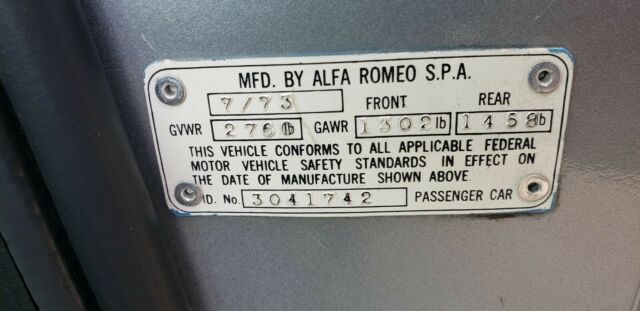 MFD. BY ALFA ROMEO S.P.A.
7/73 FRONT REAR
GVWR 2760lb GAWR 1302lb 1458lb
THIS VEHICLE CONFORMS TO ALL APPLICABLE FEDERAL
MOTOR VEHICLE SAFETY STANDARDS IN EFFECT ON
THE DATE OF MANUFACTURE SHOWN ABOVE.
ID. No. 3041742 PASSENGER CAR